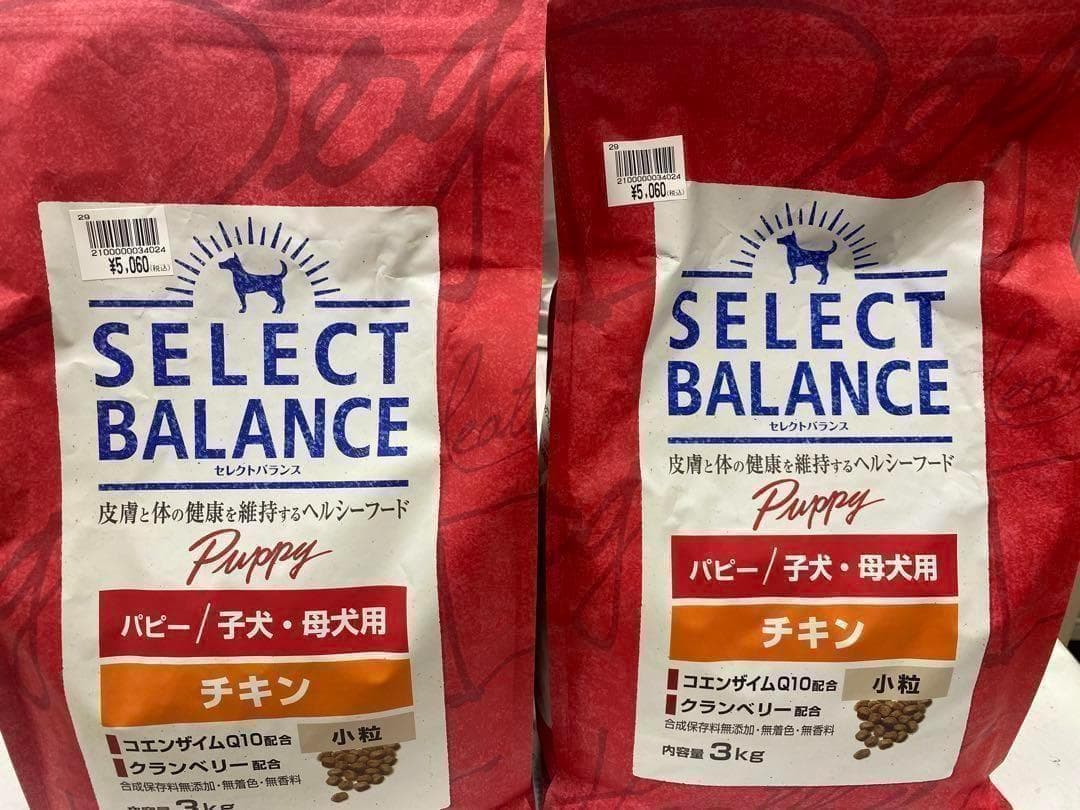 Dog
29
2100000034024
¥5,060(税込)
SELECT
BALANCE
セレクトバランス
皮膚と体の健康を維持するヘルシーフード
Puppy
パピー/子犬・母犬用
チキン
コエンザイムQ10配合
小粒
クランベリー配合
合成保存料無添加・無着色・無香料
内容量 3kg
Dog
29
2100000034024
¥5,060(税込)
SELECT
BALANCE
セレクトバランス
皮膚と体の健康を維持するヘルシーフード
Puppy
パピー/子犬・母犬用
チキン
コエンザイムQ10配合
小粒
クランベリー配合
合成保存料無添加・無着色・無香料
内容量 3kg